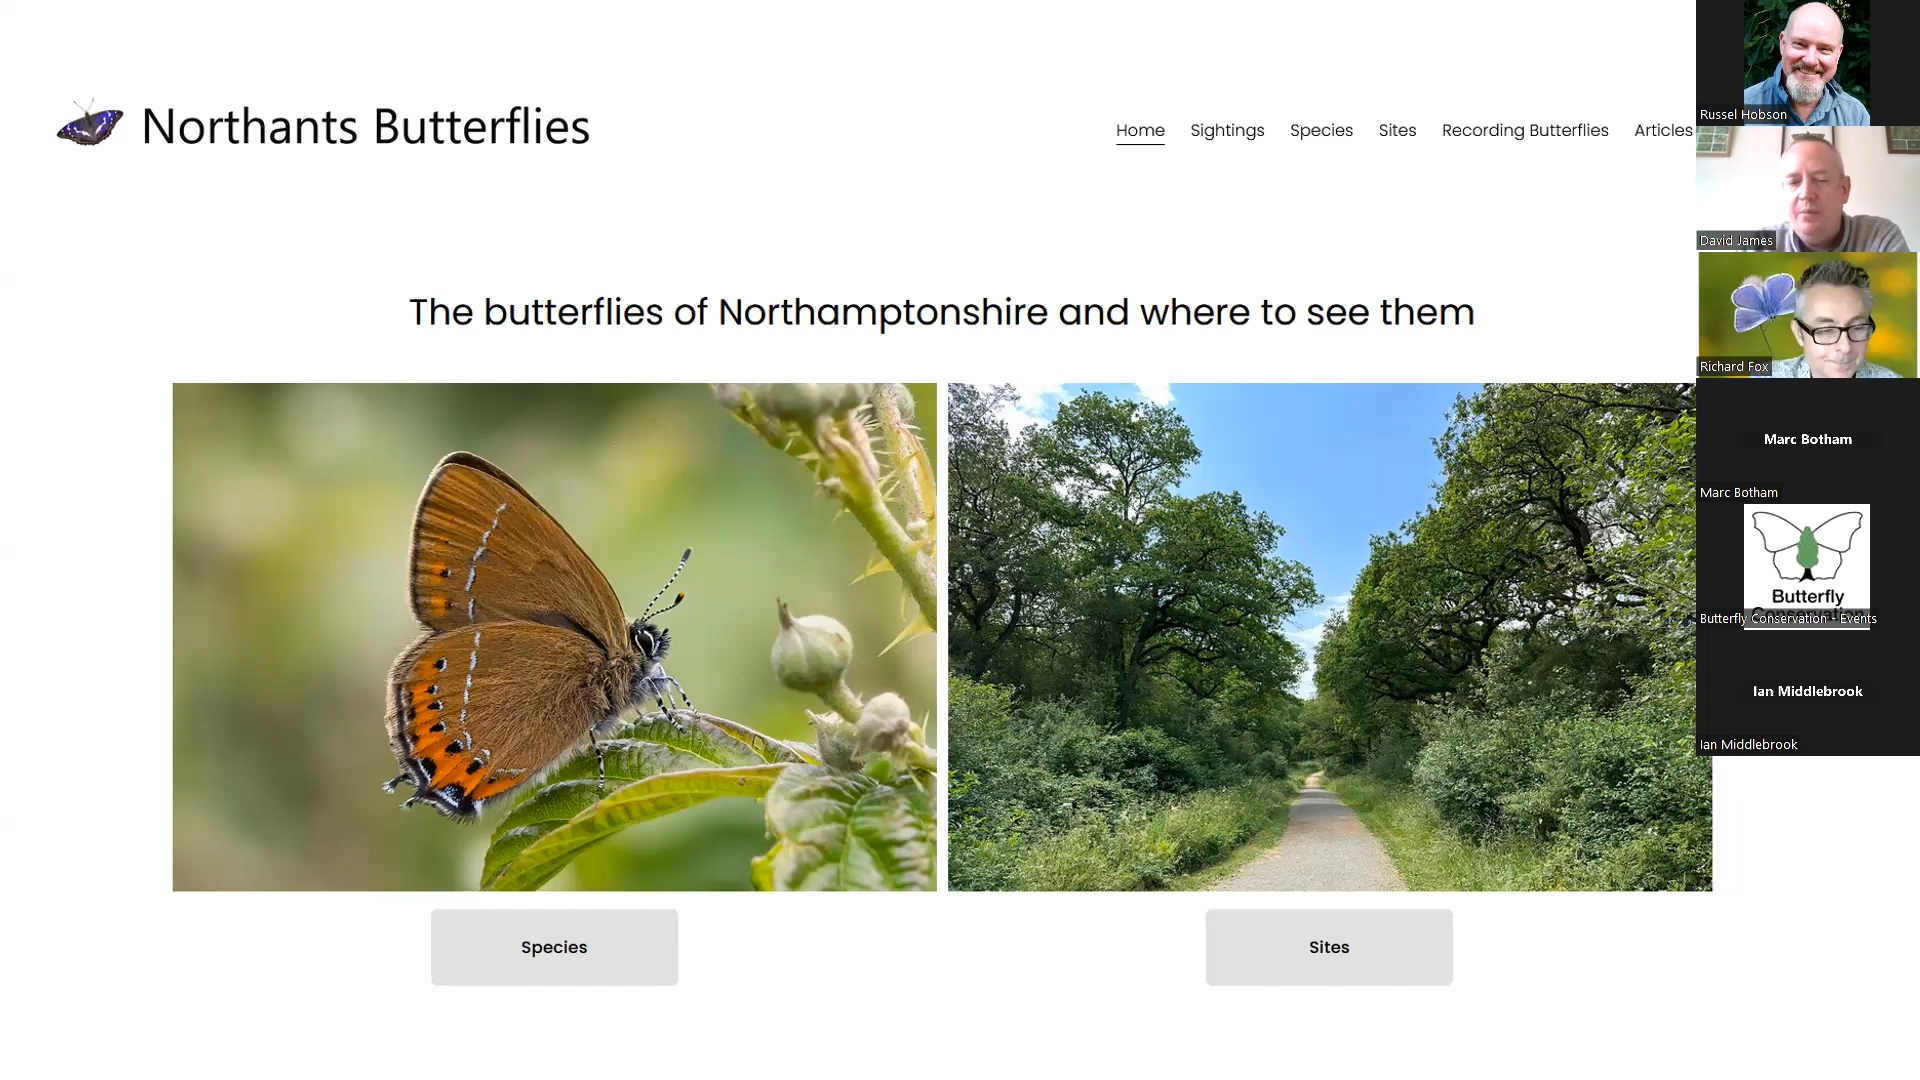 Northants Butterflies
Home Sightings Species Sites Recording Butterflies Articles
The butterflies of Northamptonshire and where to see them
Species
Sites
Russel Hobson
David James
Richard Fox
Marc Botham
Marc Botham
Butterfly
Conservation
Butterfly Conservation - Events
Ian Middlebrook
Ian Middlebrook